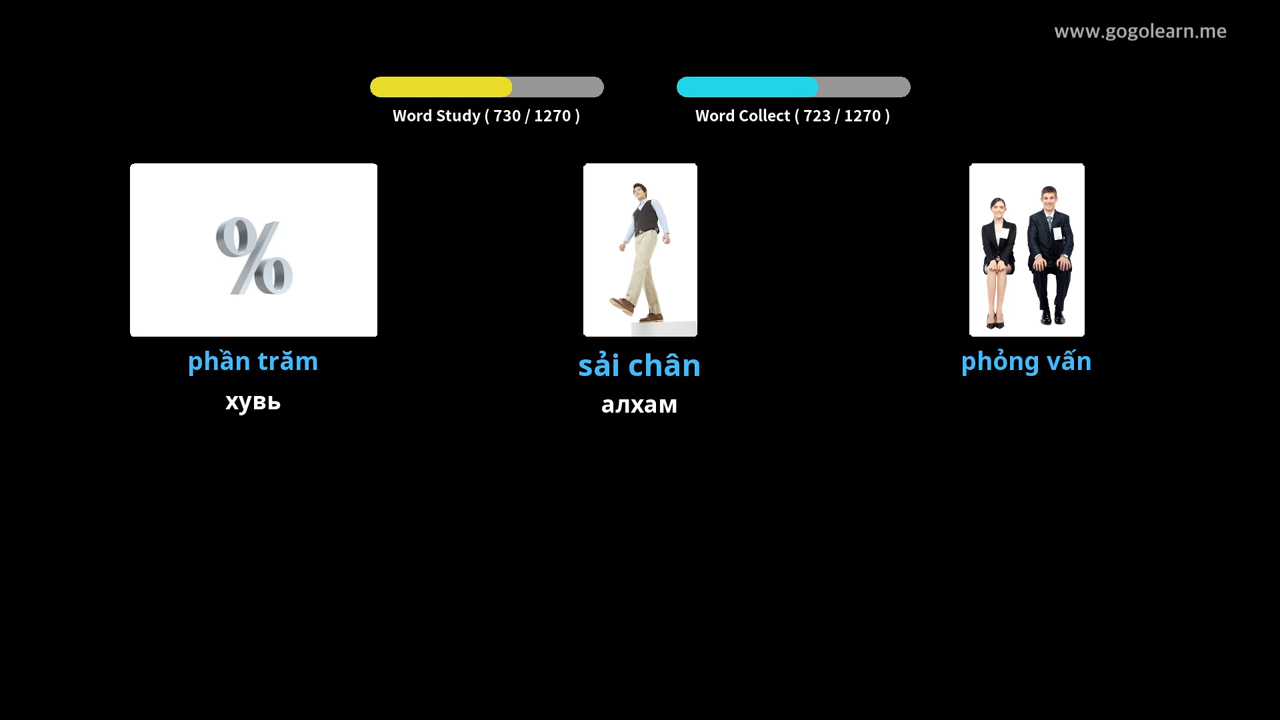 www.gogolearn.me
Word Study ( 730 / 1270 )
Word Collect ( 723 / 1270 )
%
phần trăm
sải chân
phỏng vấn
хувь
алхам